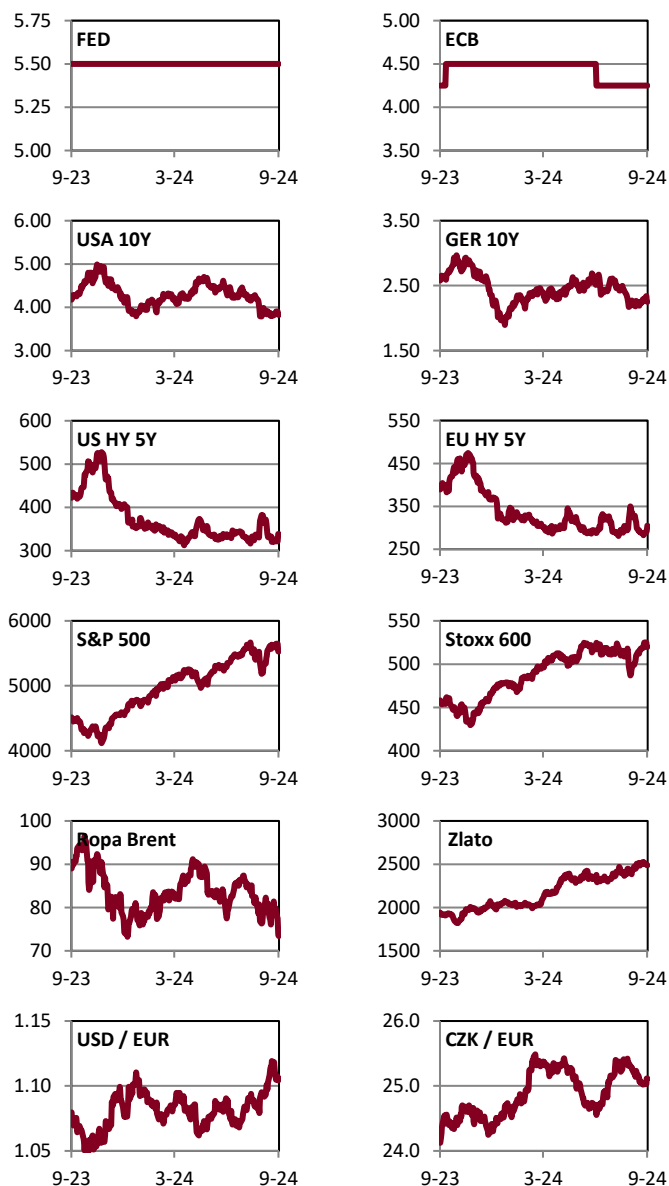 FED
5.75
5.50
5.25
5.00
9-23 3-24 9-24
ECB
5.00
4.50
4.00
3.50
9-23 3-24 9-24
USA 10Y
6.00
5.00
4.00
3.00
9-23 3-24 9-24
GER 10Y
3.50
2.50
1.50
9-23 3-24 9-24
US HY 5Y
600
500
400
300
9-23 3-24 9-24
EU HY 5Y
550
450
350
250
9-23 3-24 9-24
S&P 500
6000
5000
4000
9-23 3-24 9-24
Stoxx 600
550
500
450
400
9-23 3-24 9-24
Ropa Brent
100
90
80
70
9-23 3-24 9-24
Zlato
3000
2500
2000
1500
9-23 3-24 9-24
USD / EUR
1.15
1.10
1.05
9-23 3-24 9-24
CZK / EUR
26.0
25.0
24.0
9-23 3-24 9-24